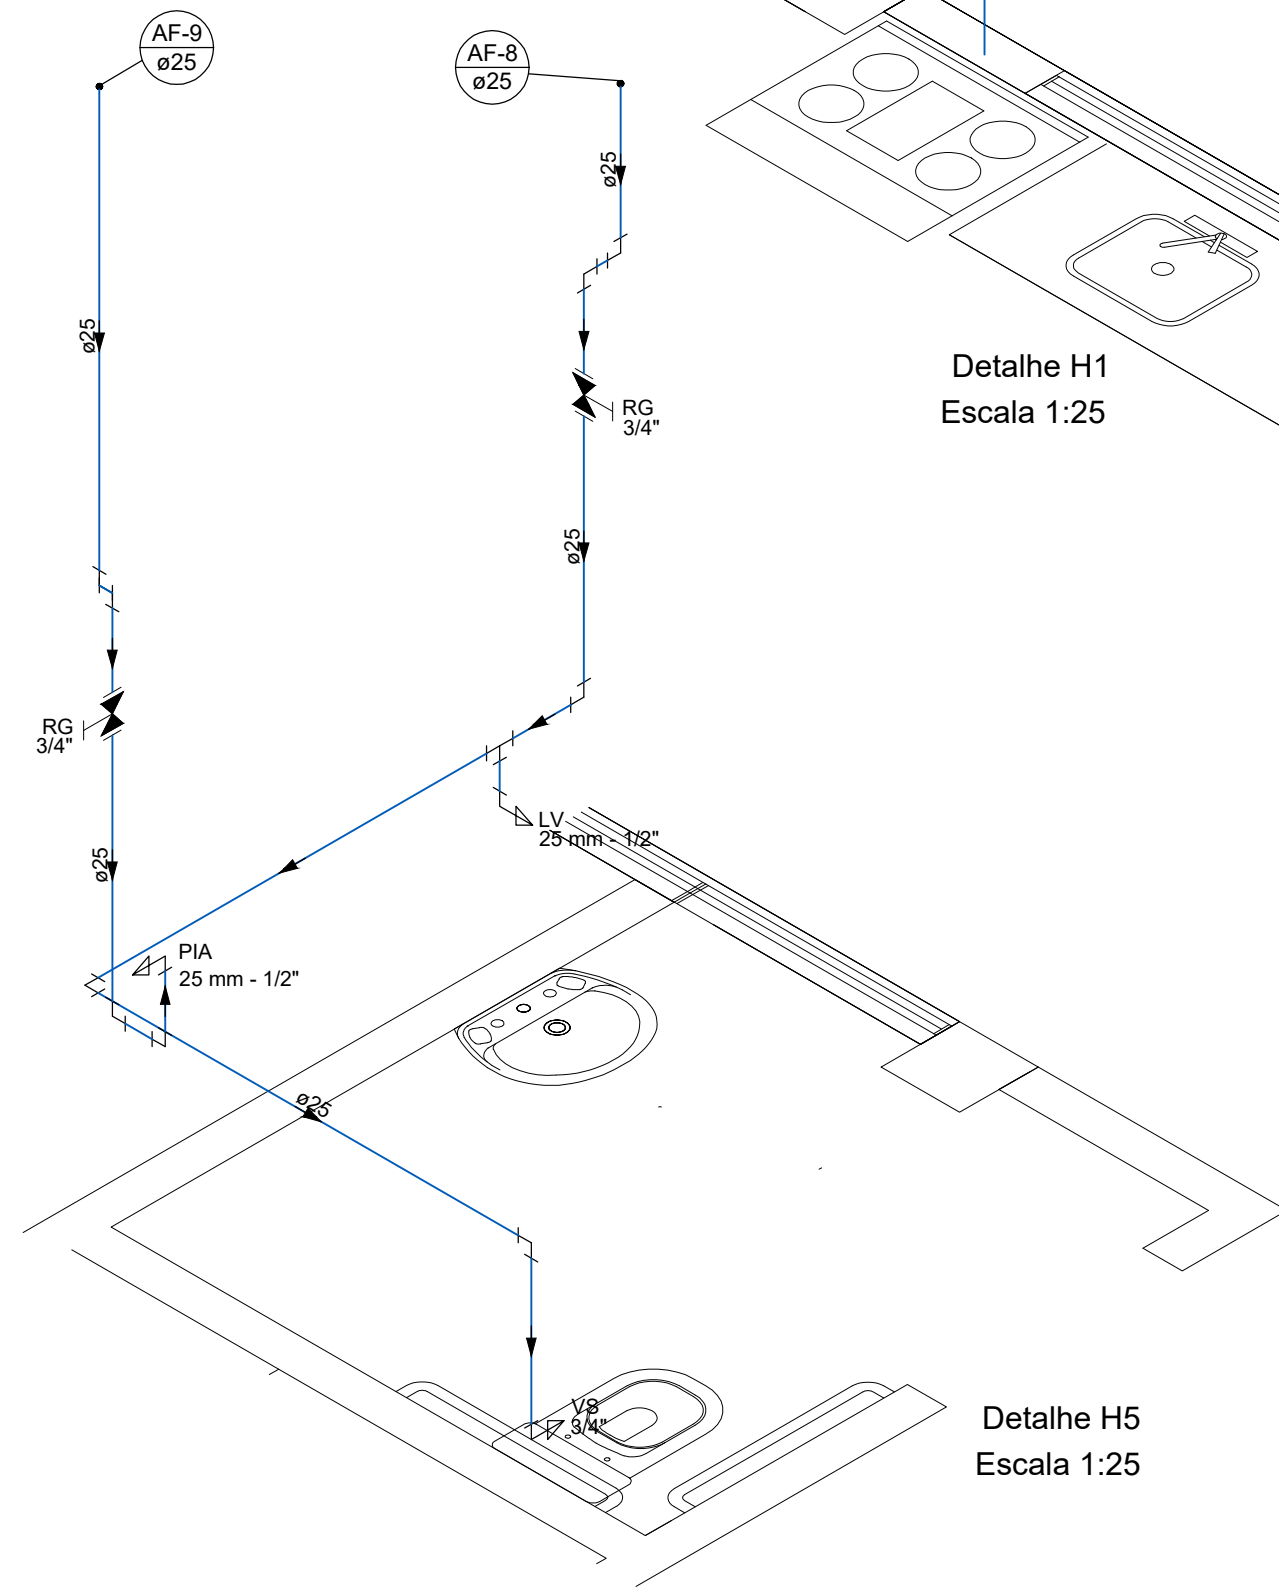 AF-9
ø25
AF-8
ø25
ø25
ø25
RG
3/4"
Detalhe H1
Escala 1:25
ø25
RG
3/4"
LV
25 mm - 1/2"
ø25
PIA
25 mm - 1/2"
ø25
VS
3/4"
Detalhe H5
Escala 1:25